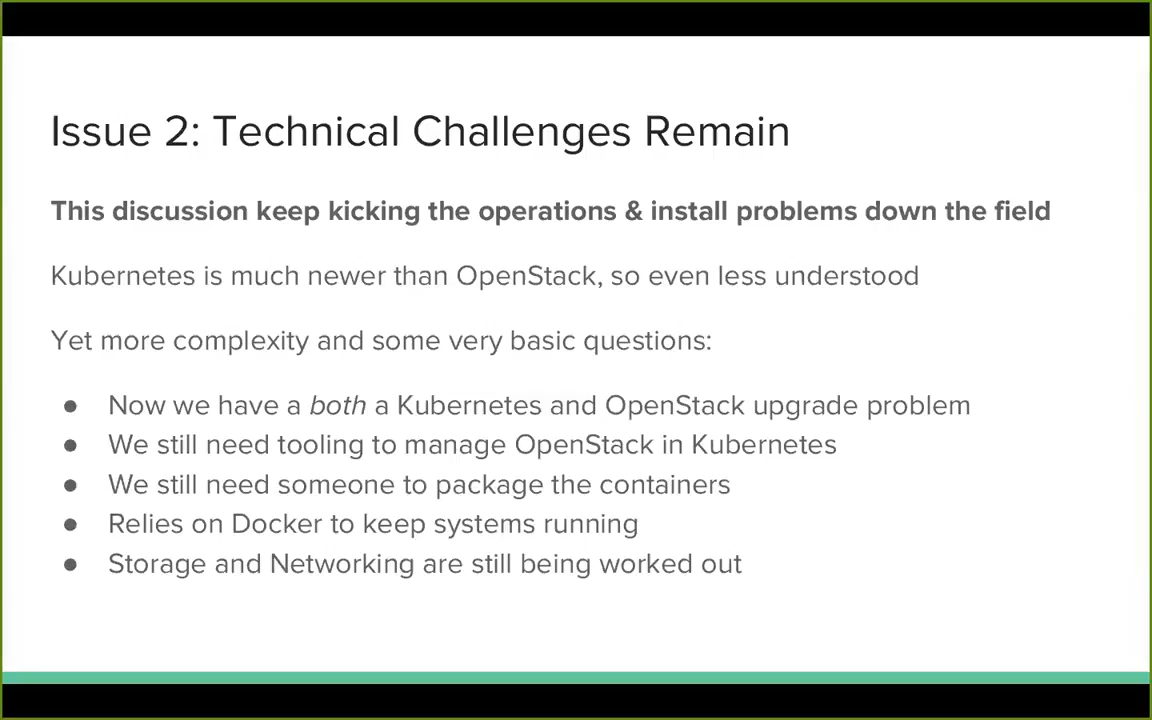 Issue 2: Technical Challenges Remain
This discussion keep kicking the operations & install problems down the field
Kubernetes is much newer than OpenStack, so even less understood
Yet more complexity and some very basic questions:
● Now we have a both a Kubernetes and OpenStack upgrade problem
● We still need tooling to manage OpenStack in Kubernetes
● We still need someone to package the containers
● Relies on Docker to keep systems running
● Storage and Networking are still being worked out